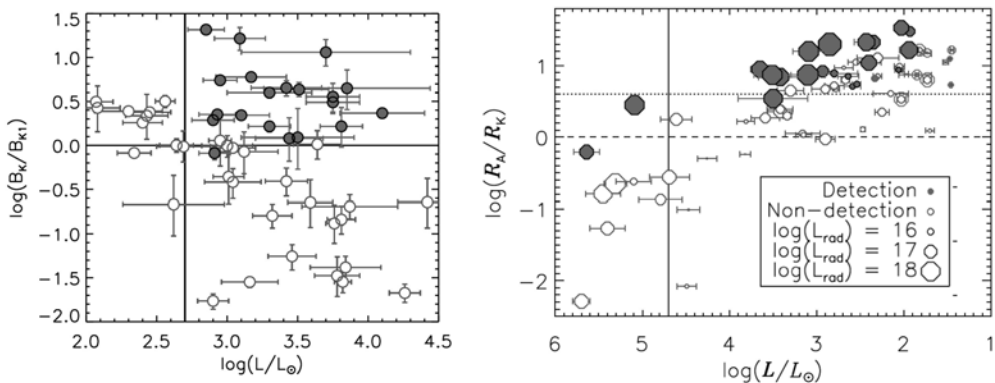 1.5
1.0
0.5
0.0
-0.5
-1.0
-1.5
-2.0
log(B_K/B_K1)
2.0 2.5 3.0 3.5 4.0 4.5
log(L/L☉)
1
0
-1
-2
log(R_A/R_K)
Detection
Non-detection
log(L_rad) = 16
log(L_rad) = 17
log(L_rad) = 18
6 5 4 3 2 1
log(L/L☉)